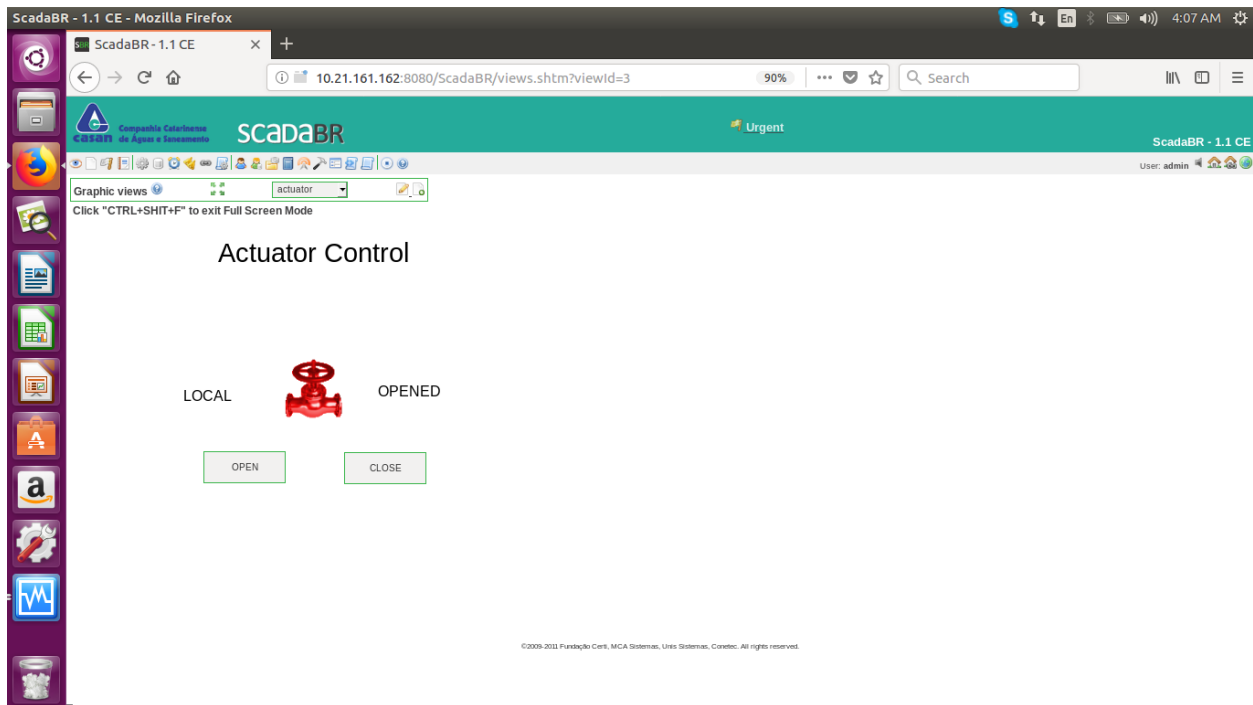 ScadaBR - 1.1 CE - Mozilla Firefox
S En 4:07 AM
SBR ScadaBR - 1.1 CE × +
10.21.161.162:8080/ScadaBR/views.shtm?viewId=3 90% Search
casan Companhia Catarinense
de Águas e Saneamento
SCADABR
Urgent
ScadaBR - 1.1 CE
User: admin
Graphic views actuator
Click "CTRL+SHIT+F" to exit Full Screen Mode
Actuator Control
LOCAL OPENED
OPEN CLOSE
©2009-2011 Fundação Certi, MCA Sistemas, Unis Sistemas, Conetec. All rights reserved.